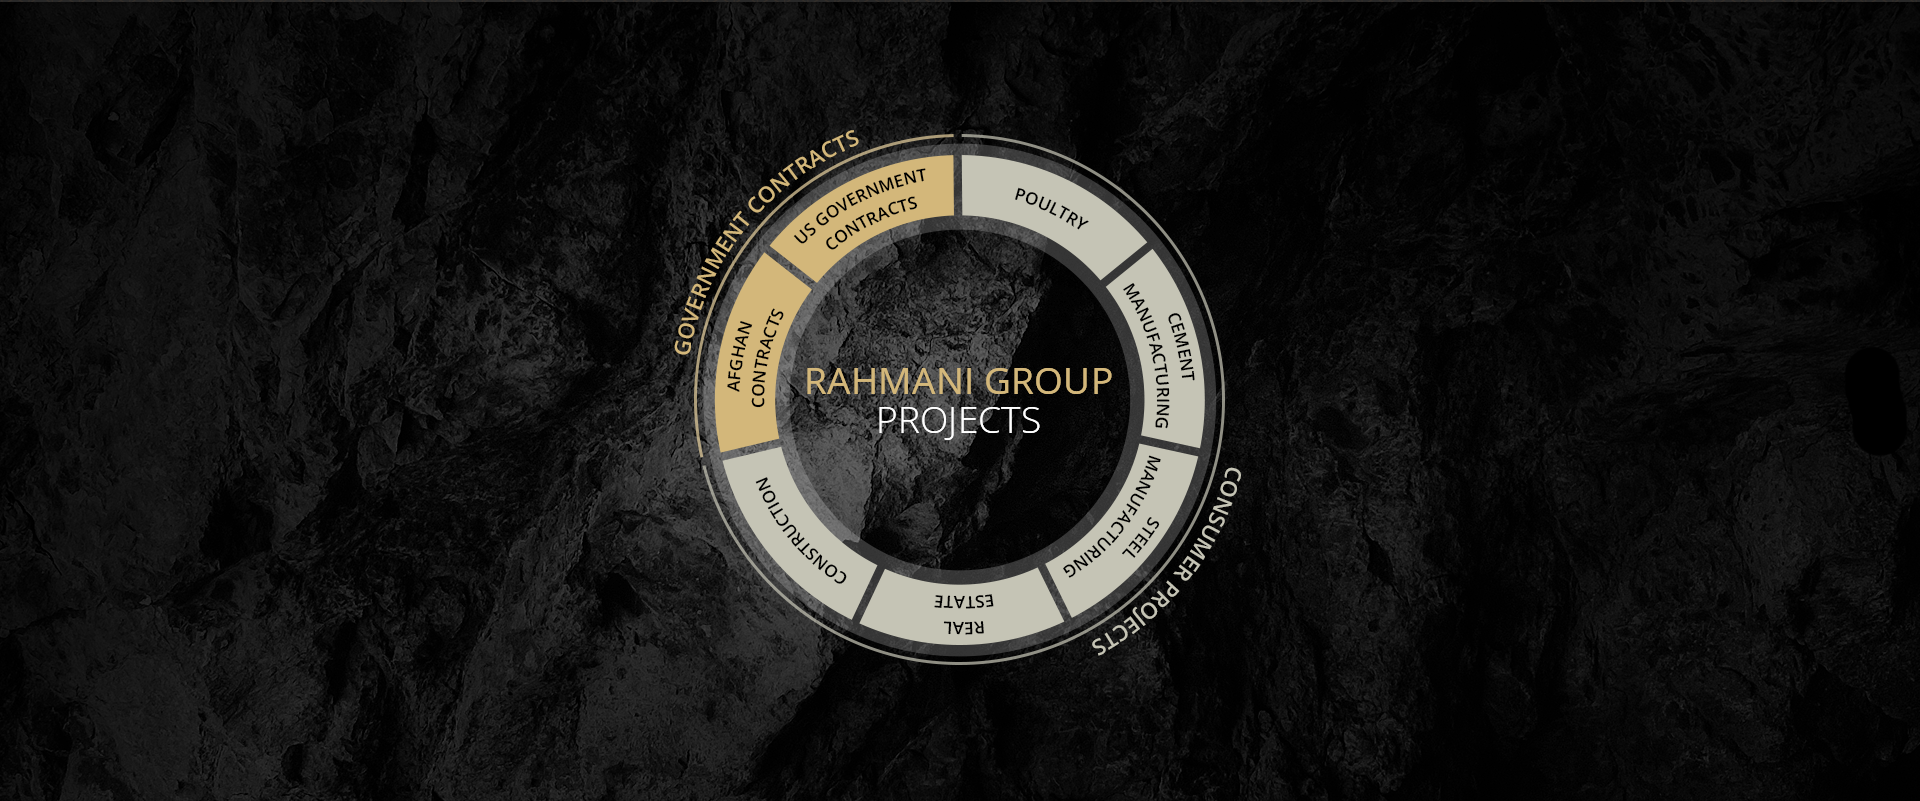 GOVERNMENT CONTRACTS
US GOVERNMENT
CONTRACTS
AFGHAN
CONTRACTS
POULTRY
CEMENT
MANUFACTURING
STEEL
MANUFACTURING
REAL
ESTATE
CONSTRUCTION
CONSUMER PROJECTS
RAHMANI GROUP
PROJECTS